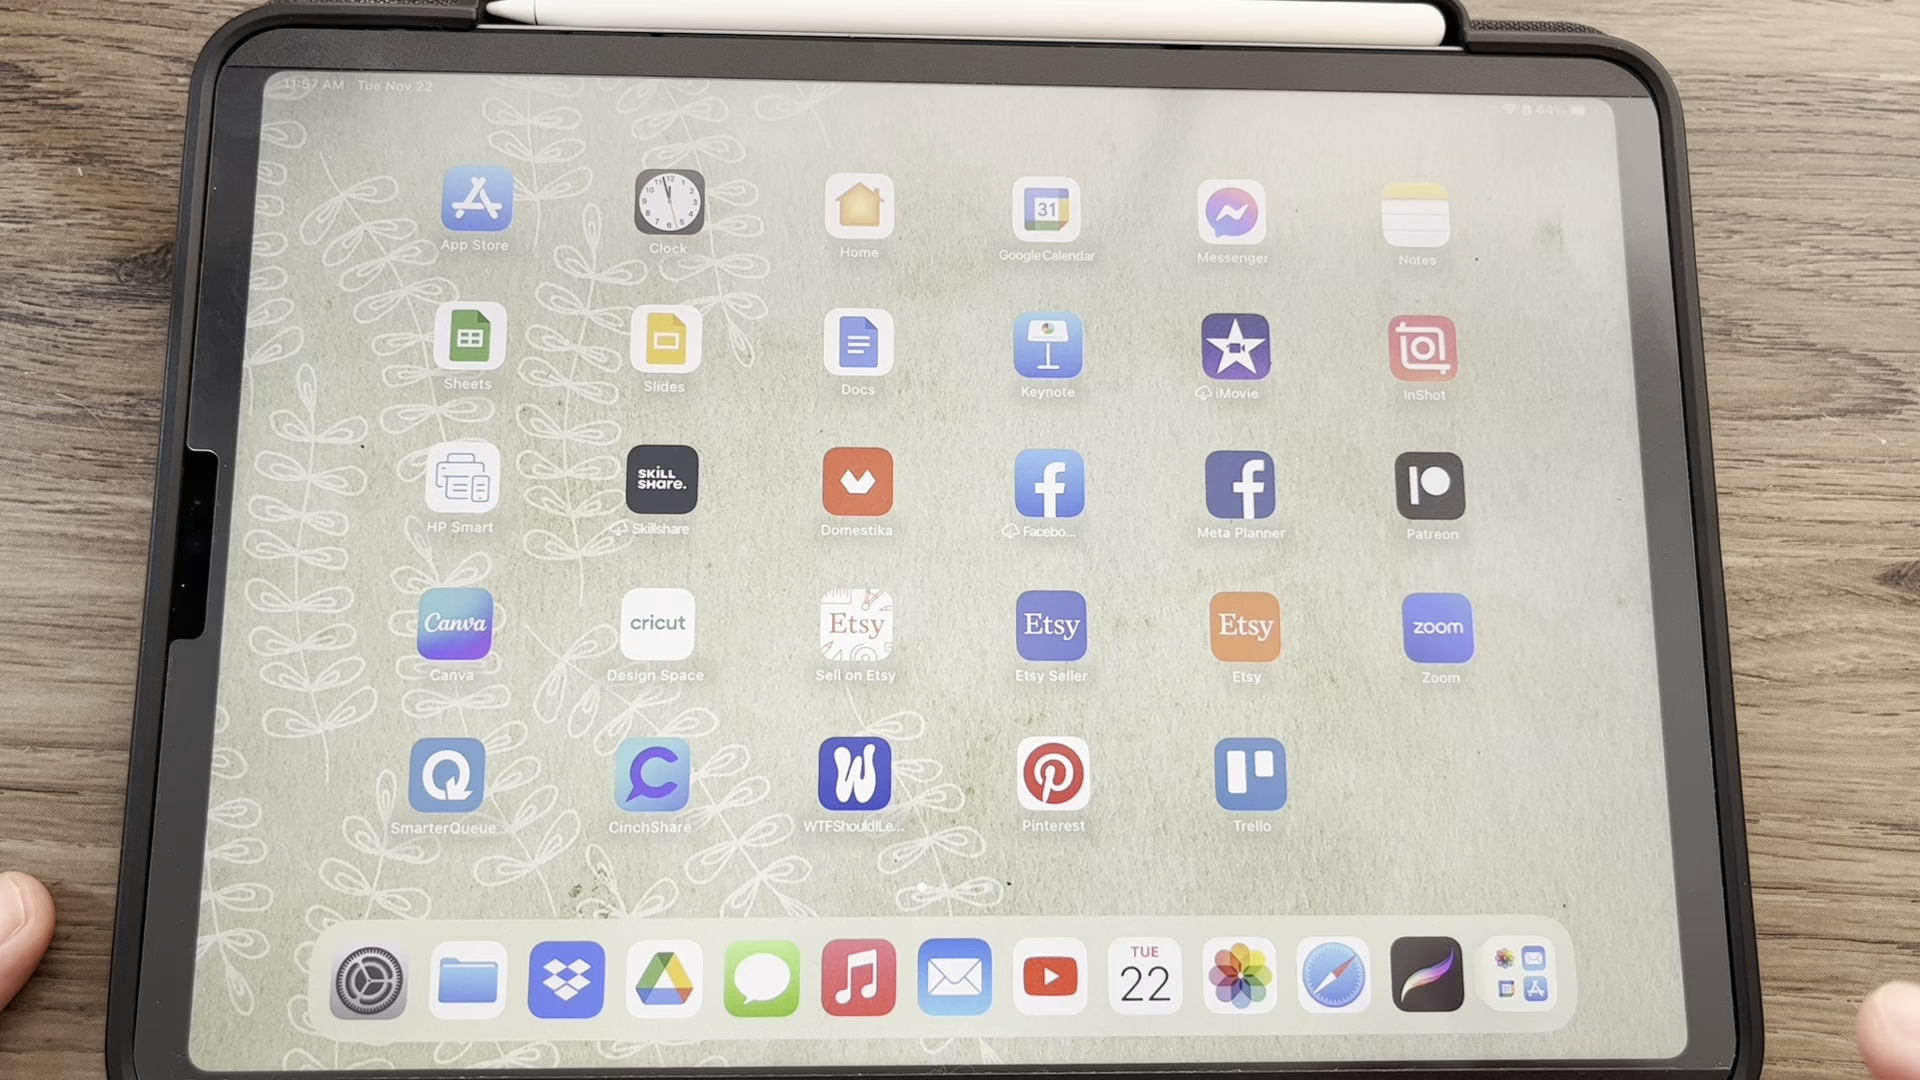 11:57 AM Tue Nov 22
64%
App Store
Clock
Home
31
Google Calendar
Messenger
Notes
Sheets
Slides
Docs
Keynote
iMovie
InShot
HP Smart
SKILL
SHARE.
Skillshare
Domestika
Facebo...
Meta Planner
Patreon
Canva
Canva
cricut
Design Space
Etsy
Sell on Etsy
Etsy
Etsy Seller
Etsy
Etsy
zoom
Zoom
SmarterQueue
CinchShare
W
WTFShouldILe...
Pinterest
Trello
TUE
22